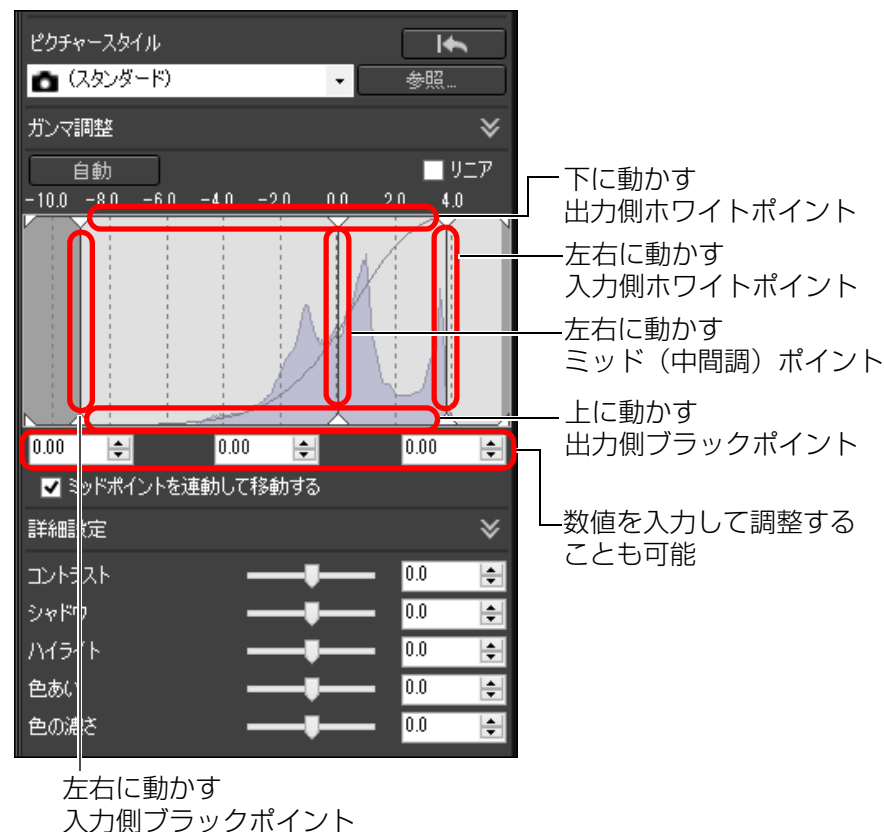 ピクチャースタイル
(スタンダード)
参照...
ガンマ調整
自動
リニア
-10.0 -8.0 -6.0 -4.0 -2.0 0.0 2.0 4.0
下に動かす
出力側ホワイトポイント
左右に動かす
入力側ホワイトポイント
左右に動かす
ミッド（中間調）ポイント
上に動かす
出力側ブラックポイント
0.00 0.00 0.00
ミッドポイントを連動して移動する
数値を入力して調整する
ことも可能
詳細設定
コントラスト 0.0
シャドウ 0.0
ハイライト 0.0
色あい 0.0
色の濃さ 0.0
左右に動かす
入力側ブラックポイント